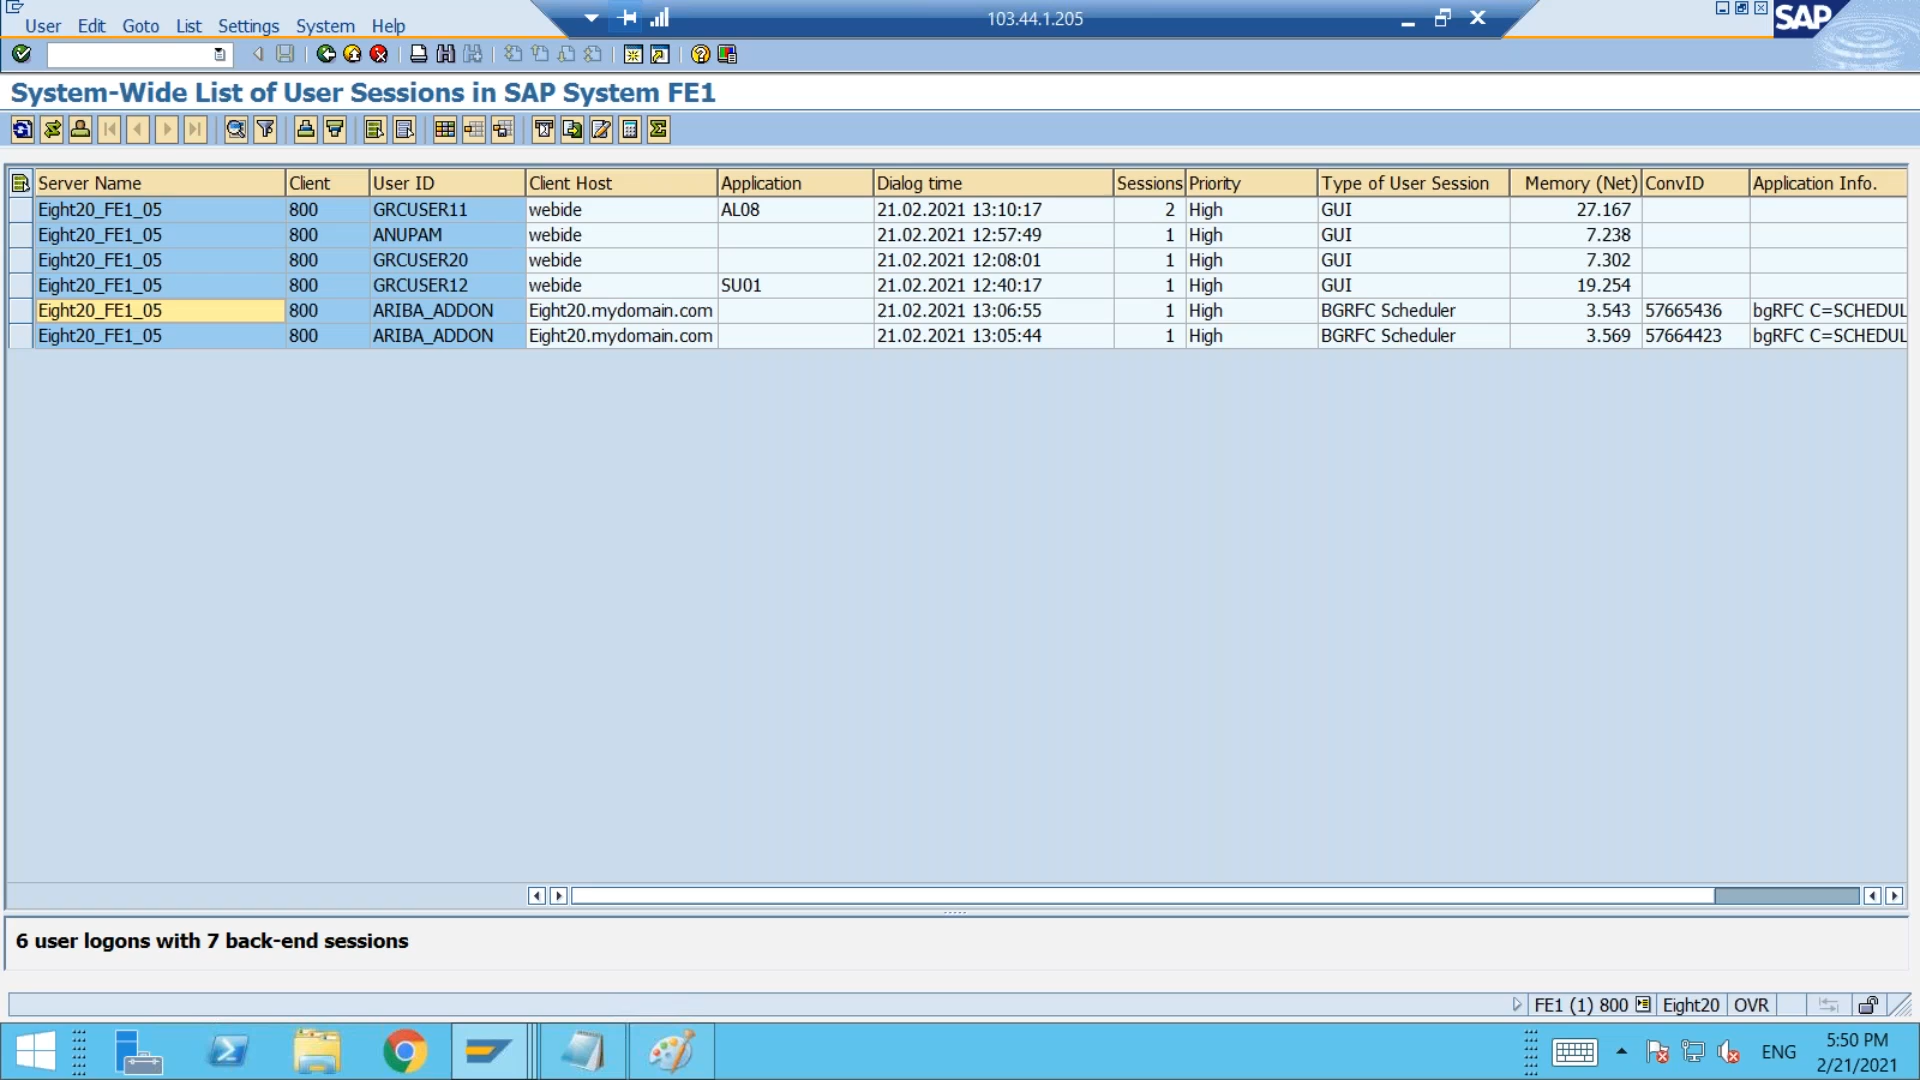 103.44.1.205
User Edit Goto List Settings System Help
SAP
System-Wide List of User Sessions in SAP System FE1
Server Name Client User ID Client Host Application Dialog time Sessions Priority Type of User Session Memory (Net) ConvID Application Info.
Eight20_FE1_05 800 GRCUSER11 webide AL08 21.02.2021 13:10:17 2 High GUI 27.167
Eight20_FE1_05 800 ANUPAM webide 21.02.2021 12:57:49 1 High GUI 7.238
Eight20_FE1_05 800 GRCUSER20 webide 21.02.2021 12:08:01 1 High GUI 7.302
Eight20_FE1_05 800 GRCUSER12 webide SU01 21.02.2021 12:40:17 1 High GUI 19.254
Eight20_FE1_05 800 ARIBA_ADDON Eight20.mydomain.com 21.02.2021 13:06:55 1 High BGRFC Scheduler 3.543 57665436 bgRFC C=SCHEDUL
Eight20_FE1_05 800 ARIBA_ADDON Eight20.mydomain.com 21.02.2021 13:05:44 1 High BGRFC Scheduler 3.569 57664423 bgRFC C=SCHEDUL
6 user logons with 7 back-end sessions
FE1 (1) 800 Eight20 OVR
ENG
5:50 PM
2/21/2021